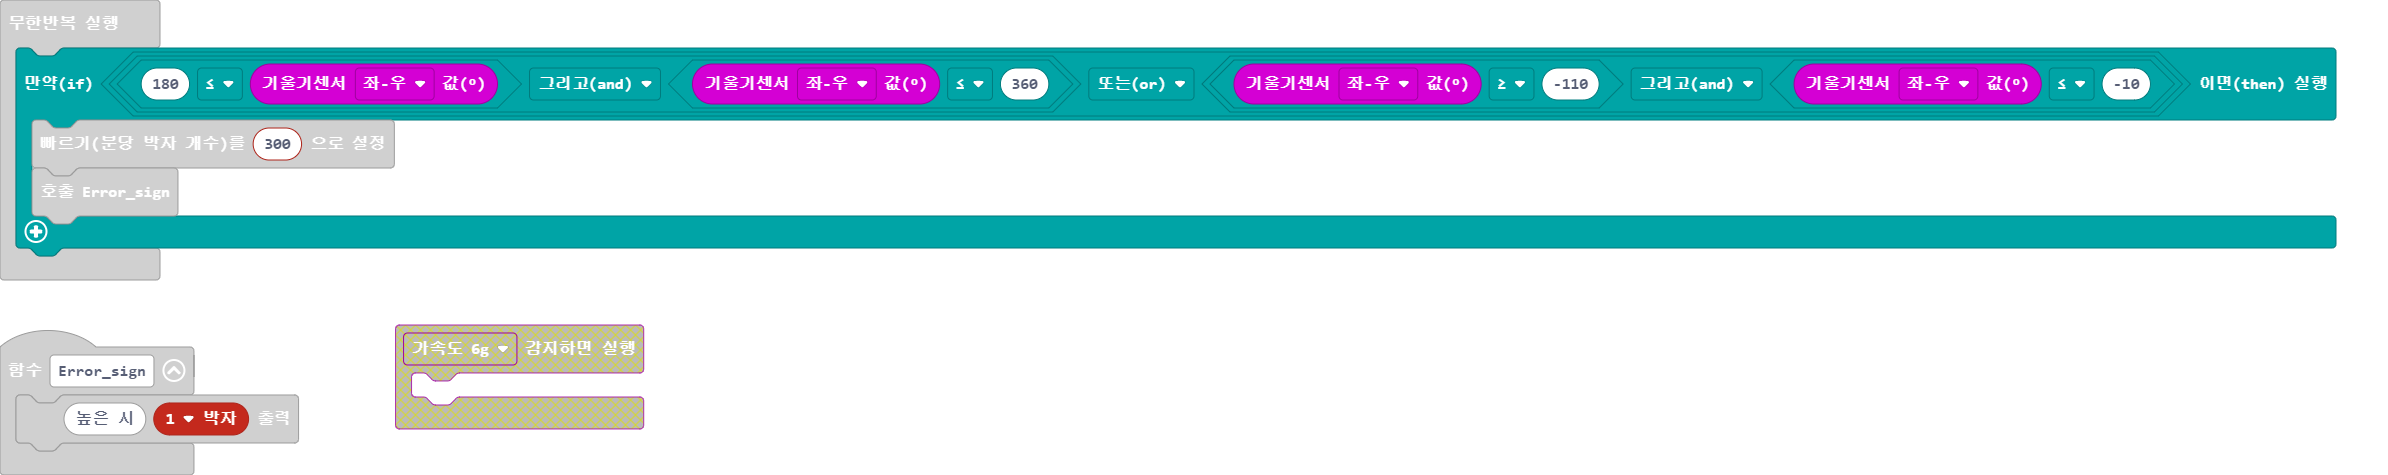 무한반복 실행
만약(if) 180 ≤ 기울기센서 좌-우 값(º) 그리고(and) 기울기센서 좌-우 값(º) ≤ 360 또는(or) 기울기센서 좌-우 값(º) ≥ -110 그리고(and) 기울기센서 좌-우 값(º) ≤ -10 이면(then) 실행
빠르기(분당 박자 개수)를 300 으로 설정
호출 Error_sign
함수 Error_sign
높은 시 1 박자 출력
가속도 6g 감지하면 실행